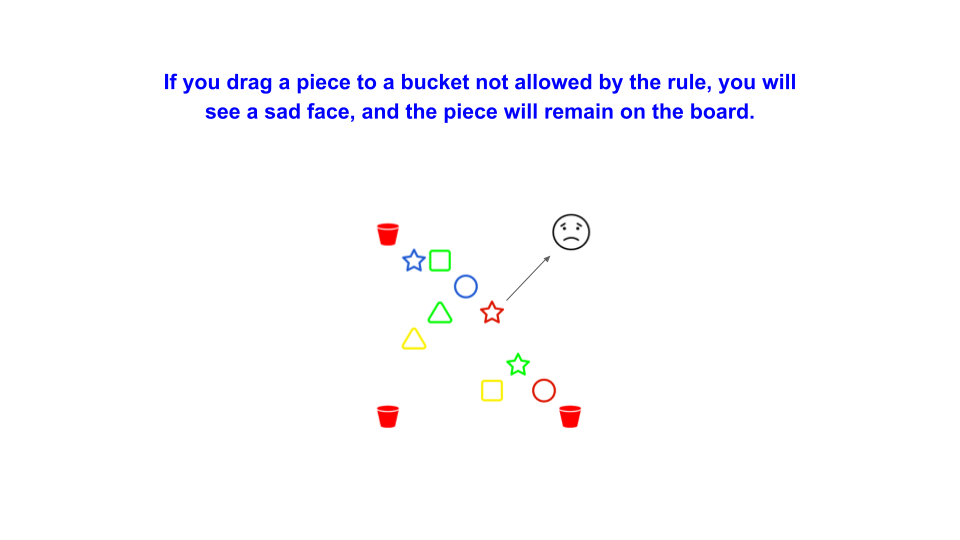 If you drag a piece to a bucket not allowed by the rule, you will
see a sad face, and the piece will remain on the board.